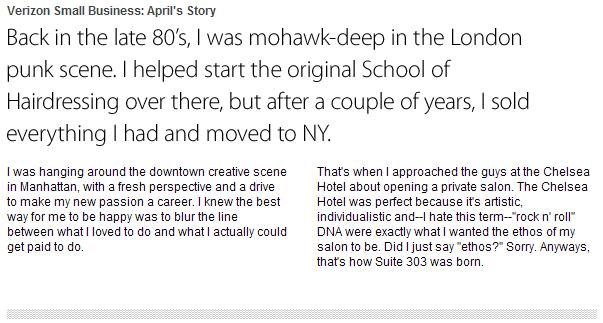 Verizon Small Business: April's Story
Back in the late 80’s, I was mohawk-deep in the London
punk scene. I helped start the original School of
Hairdressing over there, but after a couple of years, I sold
everything I had and moved to NY.
I was hanging around the downtown creative scene
in Manhattan, with a fresh perspective and a drive
to make my new passion a career. I knew the best
way for me to be happy was to blur the line
between what I loved to do and what I actually could
get paid to do.
That's when I approached the guys at the Chelsea
Hotel about opening a private salon. The Chelsea
Hotel was perfect because it's artistic,
individualistic and--I hate this term--"rock n' roll"
DNA were exactly what I wanted the ethos of my
salon to be. Did I just say "ethos?" Sorry. Anyways,
that's how Suite 303 was born.